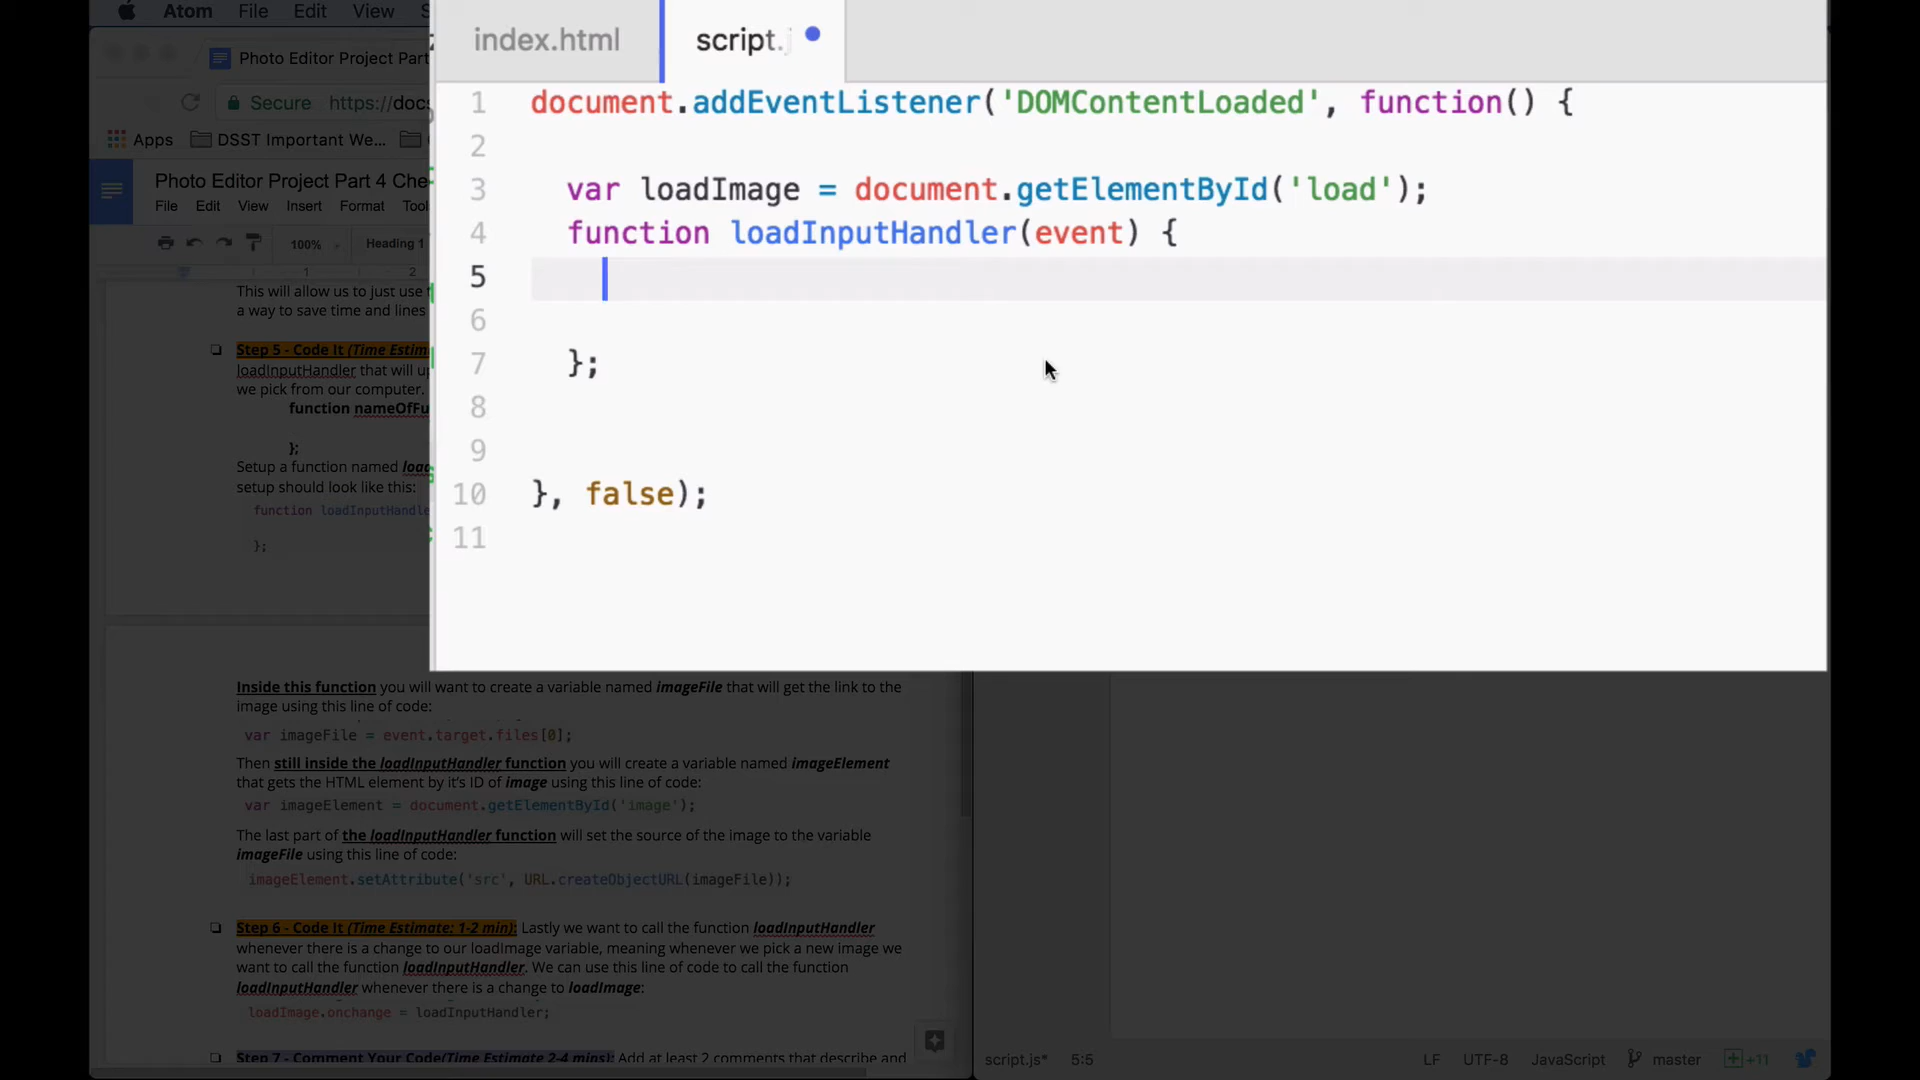 Atom File Edit View
Photo Editor Project Part
Secure https://docs
Apps DSST Important We...
Photo Editor Project Part 4 Che
File Edit View Insert Format Tools
100% Heading 1
1 2
This will allow us to just use
a way to save time and lines
Step 5 - Code It (Time Estim
loadInputHandler that will up
we pick from our computer.
function nameOfFu
};
Setup a function named load
setup should look like this:
function loadInputHandle
};
Inside this function you will want to create a variable named imageFile that will get the link to the
image using this line of code:
var imageFile = event.target.files[0];
Then still inside the loadInputHandler function you will create a variable named imageElement
that gets the HTML element by it's ID of image using this line of code:
var imageElement = document.getElementById('image');
The last part of the loadInputHandler function will set the source of the image to the variable
imageFile using this line of code:
imageElement.setAttribute('src', URL.createObjectURL(imageFile));
Step 6 - Code It (Time Estimate: 1-2 min): Lastly we want to call the function loadInputHandler
whenever there is a change to our loadImage variable, meaning whenever we pick a new image we
want to call the function loadInputHandler. We can use this line of code to call the function
loadInputHandler whenever there is a change to loadImage:
loadImage.onchange = loadInputHandler;
Step 7 - Comment Your Code(Time Estimate 2-4 mins): Add at least 2 comments that describe and
index.html script.j
1 document.addEventListener('DOMContentLoaded', function() {
2
3 var loadImage = document.getElementById('load');
4 function loadInputHandler(event) {
5
6
7 };
8
9
10 }, false);
11
script.js* 5:5 LF UTF-8 JavaScript master +11